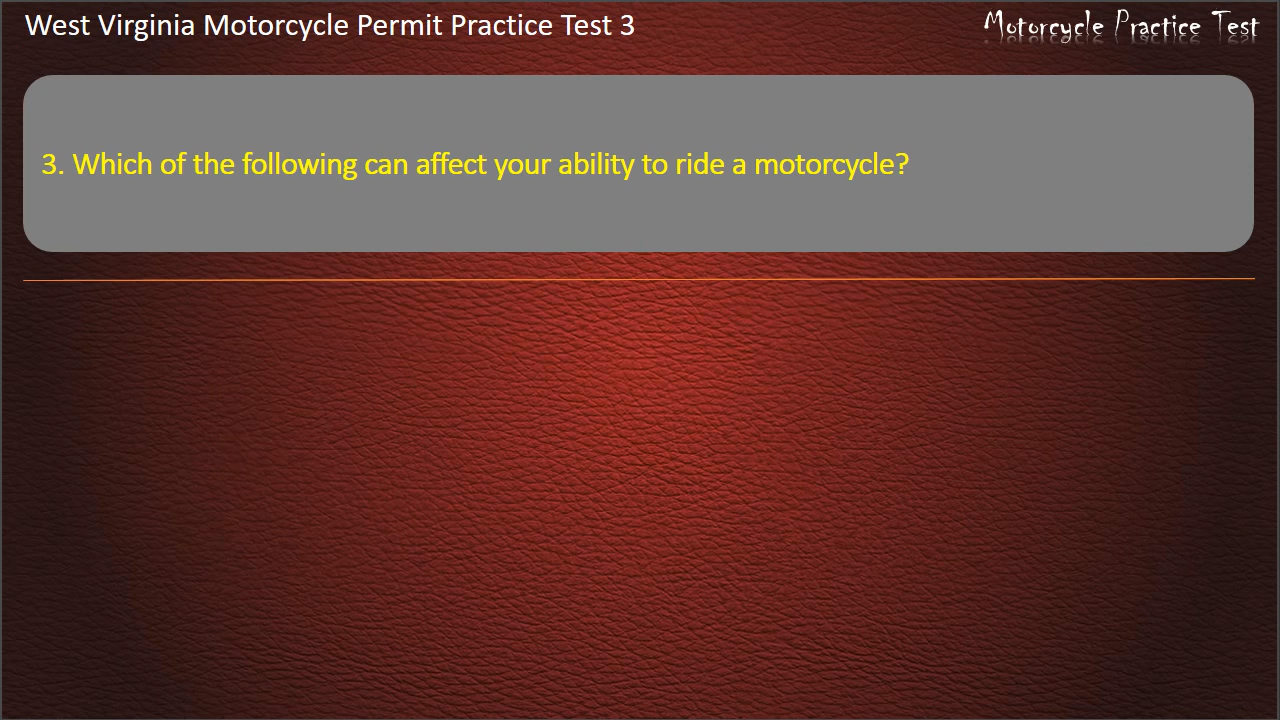 West Virginia Motorcycle Permit Practice Test 3
Motorcycle Practice Test
3. Which of the following can affect your ability to ride a motorcycle?